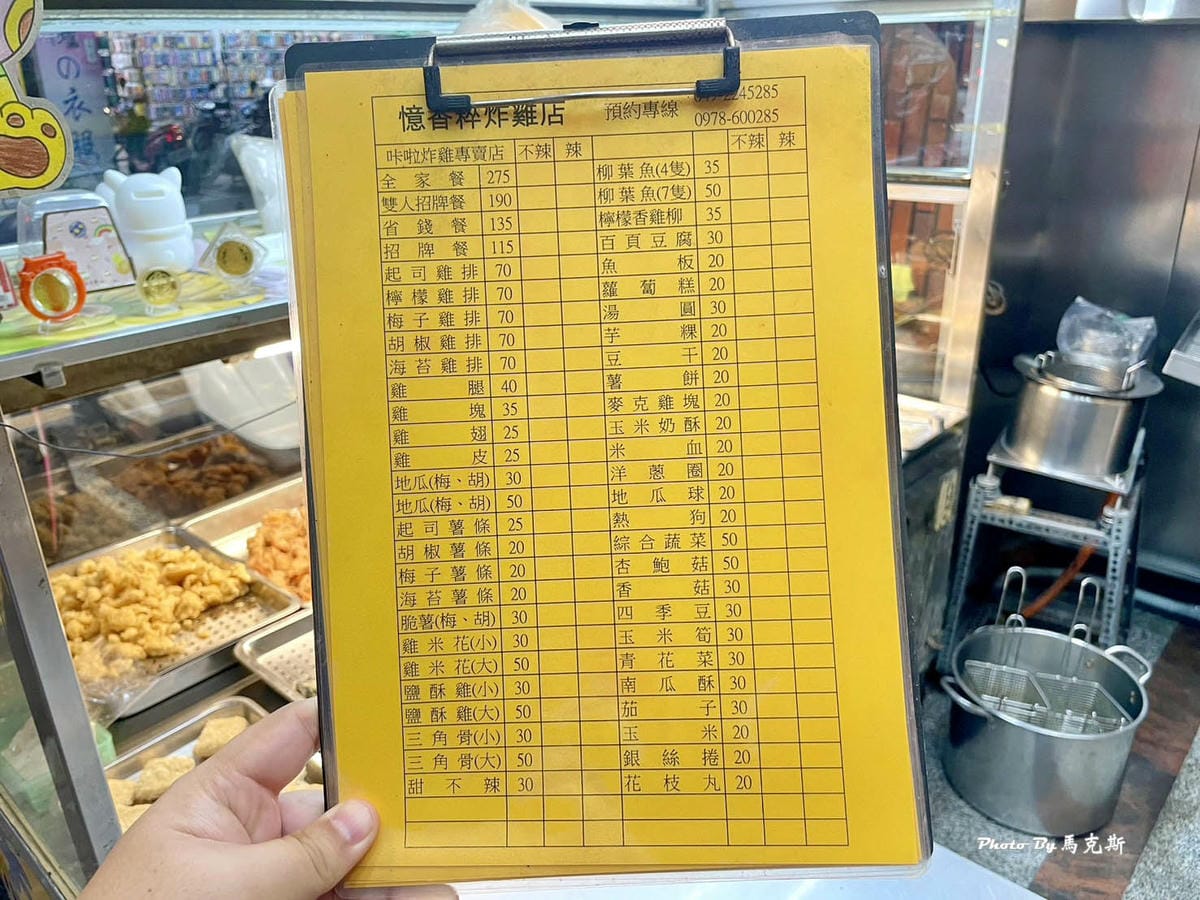 の衣
憶香粹炸雞店 預約專線
2245285
0978-600285
咔啦炸雞專賣店 不辣 辣
全家餐 275
雙人招牌餐 190
省錢餐 135
招牌餐 115
起司雞排 70
檸檬雞排 70
梅子雞排 70
胡椒雞排 70
海苔雞排 70
雞腿 40
雞塊 35
雞翅 25
雞皮 25
地瓜(梅、胡) 30
地瓜(梅、胡) 50
起司薯條 25
胡椒薯條 20
梅子薯條 20
海苔薯條 20
脆薯(梅、胡) 30
雞米花(小) 30
雞米花(大) 50
鹽酥雞(小) 30
鹽酥雞(大) 50
三角骨(小) 30
三角骨(大) 50
甜不辣 30
不辣 辣
柳葉魚(4隻) 35
柳葉魚(7隻) 50
檸檬香雞柳 35
百頁豆腐 30
魚板 20
蘿蔔糕 20
湯圓 30
芋粿 20
豆干 20
薯餅 20
麥克雞塊 20
玉米奶酥 20
米血 20
洋蔥圈 20
地瓜球 20
熱狗 20
綜合蔬菜 50
杏鮑菇 50
香菇 30
四季豆 30
玉米筍 30
青花菜 30
南瓜酥 30
茄子 30
玉米 20
銀絲捲 20
花枝丸 20
Photo By 馬克斯